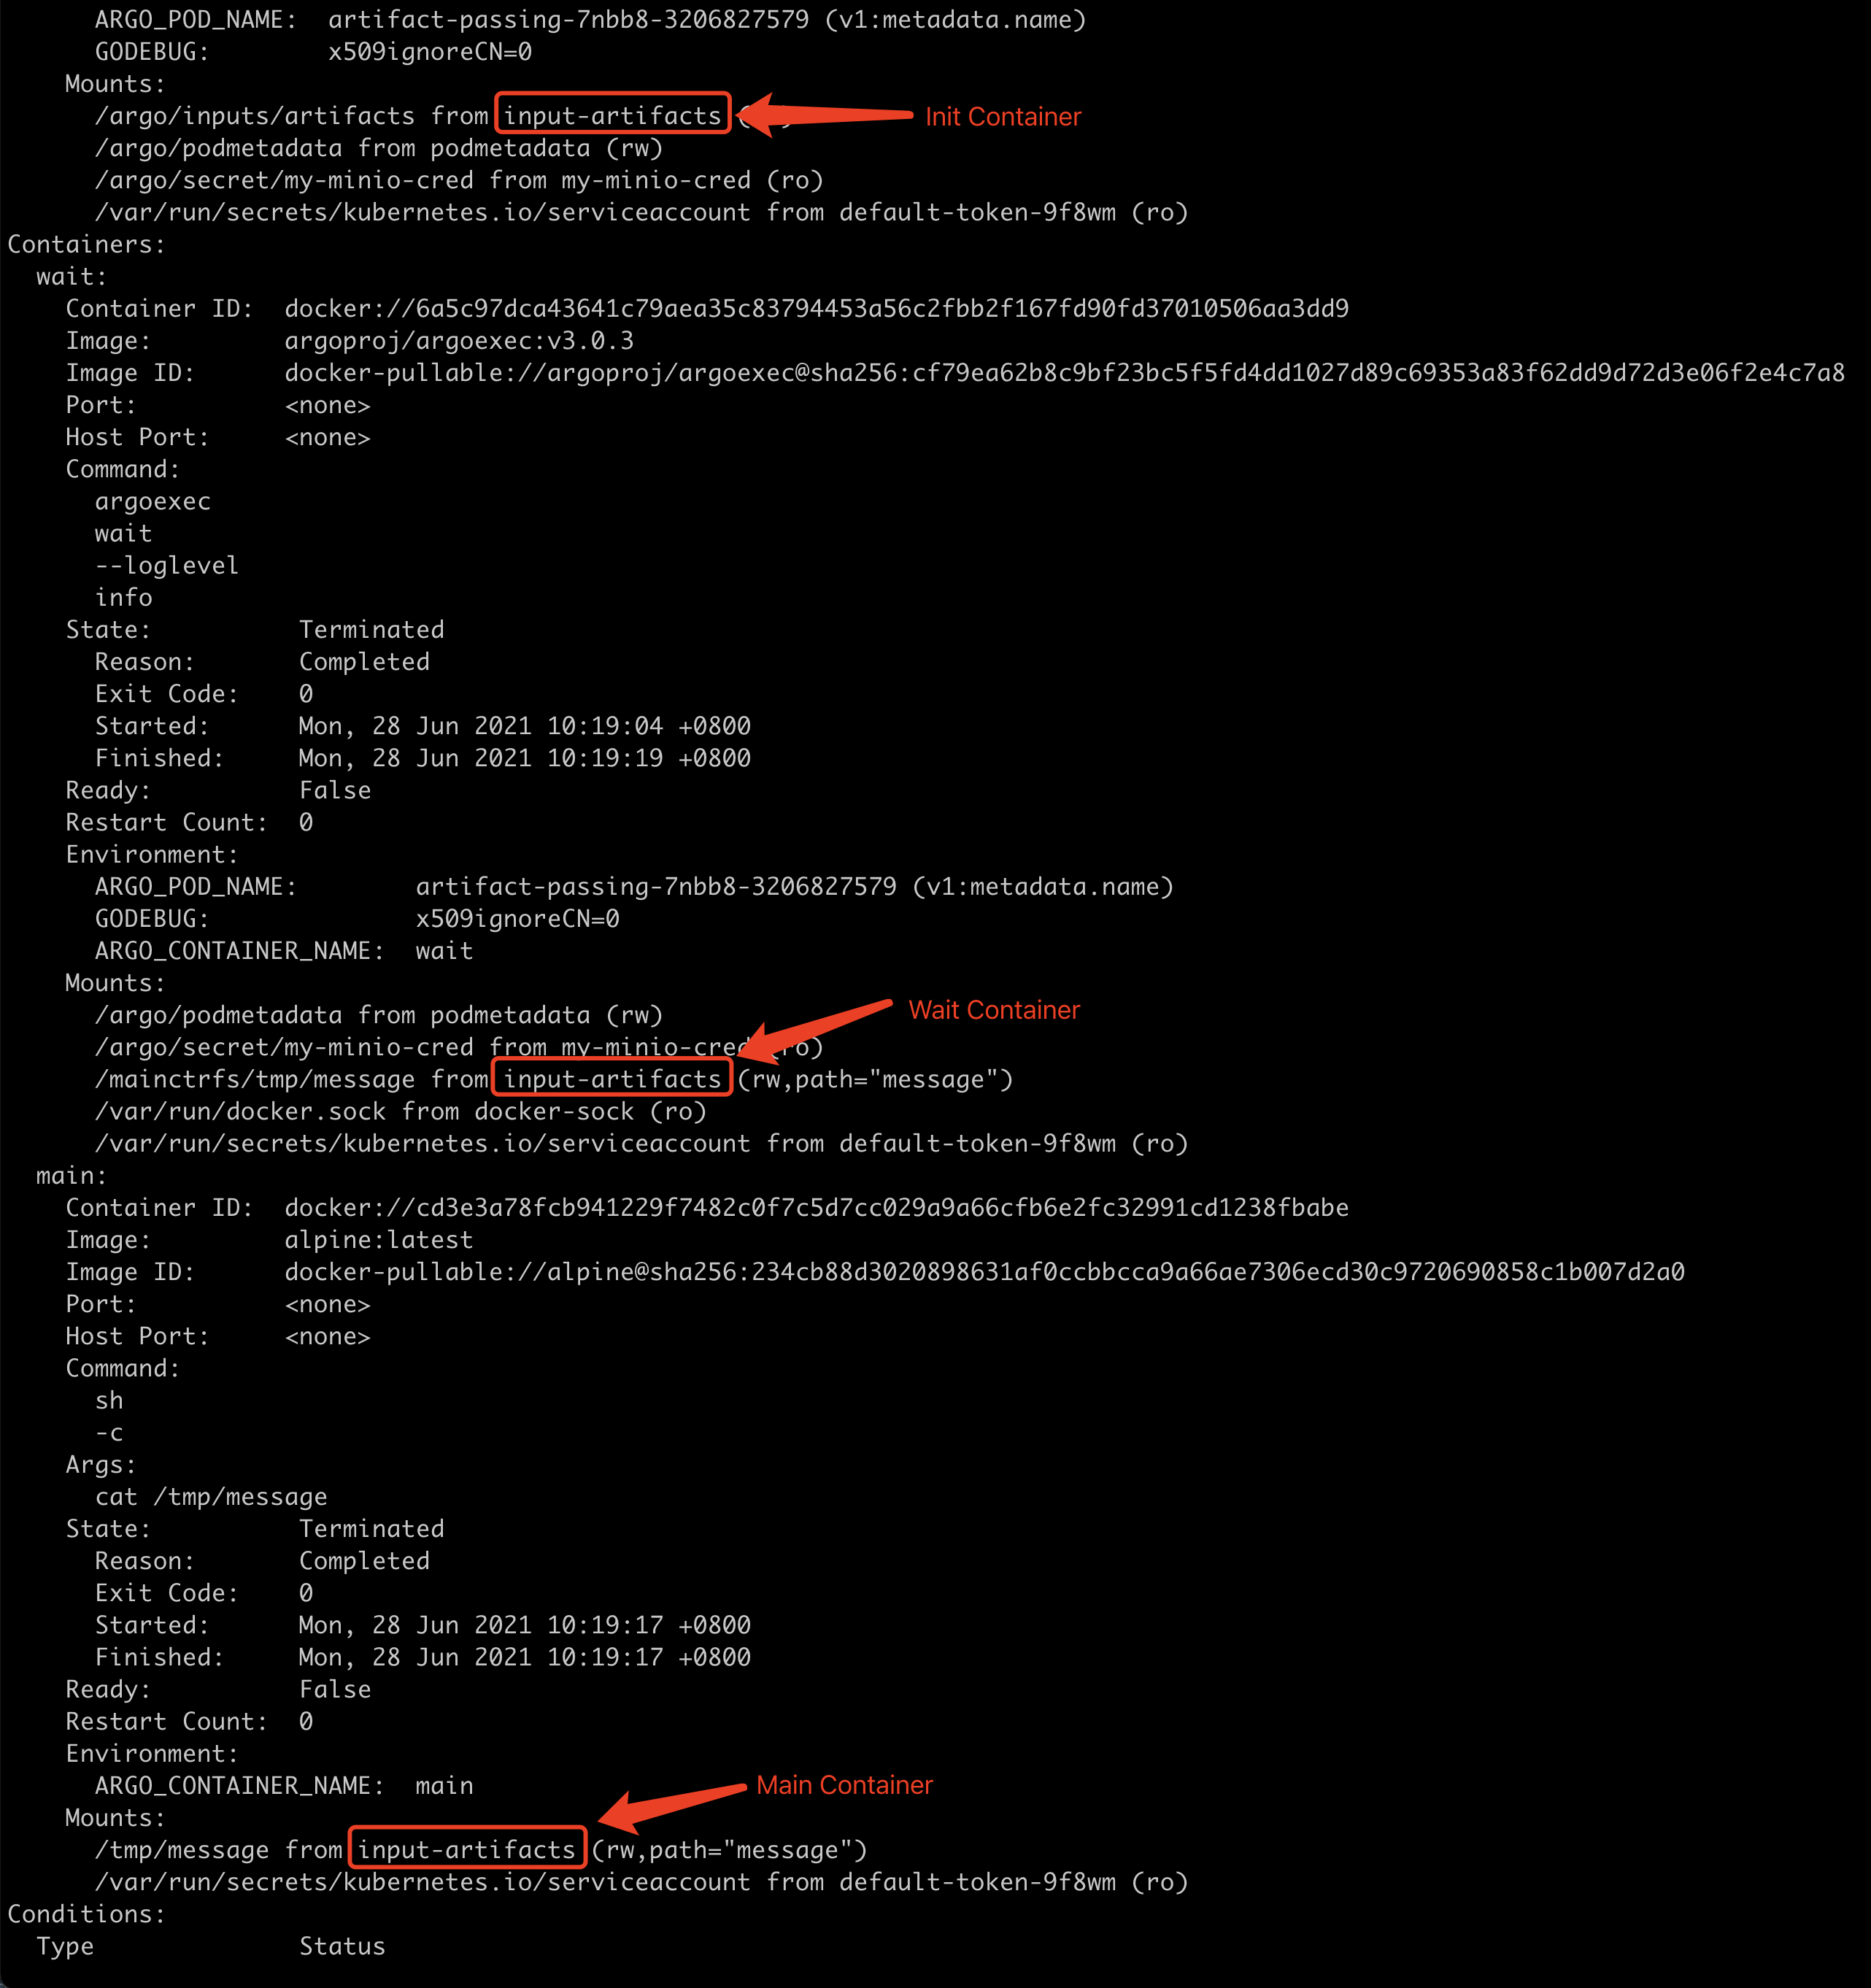 ARGO_POD_NAME:  artifact-passing-7nbb8-3206827579 (v1:metadata.name)
GODEBUG:        x509ignoreCN=0
Mounts:
/argo/inputs/artifacts from input-artifacts Init Container
/argo/podmetadata from podmetadata (rw)
/argo/secret/my-minio-cred from my-minio-cred (ro)
/var/run/secrets/kubernetes.io/serviceaccount from default-token-9f8wm (ro)
Containers:
wait:
Container ID:  docker://6a5c97dca43641c79aea35c83794453a56c2fbb2f167fd90fd37010506aa3dd9
Image:         argoproj/argoexec:v3.0.3
Image ID:      docker-pullable://argoproj/argoexec@sha256:cf79ea62b8c9bf23bc5f5fd4dd1027d89c69353a83f62dd9d72d3e06f2e4c7a8
Port:          <none>
Host Port:     <none>
Command:
argoexec
wait
--loglevel
info
State:          Terminated
Reason:       Completed
Exit Code:    0
Started:      Mon, 28 Jun 2021 10:19:04 +0800
Finished:     Mon, 28 Jun 2021 10:19:19 +0800
Ready:          False
Restart Count:  0
Environment:
ARGO_POD_NAME:        artifact-passing-7nbb8-3206827579 (v1:metadata.name)
GODEBUG:              x509ignoreCN=0
ARGO_CONTAINER_NAME:  wait
Mounts:
/argo/podmetadata from podmetadata (rw) Wait Container
/argo/secret/my-minio-cred from my-minio-cred (ro)
/mainctrfs/tmp/message from input-artifacts (rw,path="message")
/var/run/docker.sock from docker-sock (ro)
/var/run/secrets/kubernetes.io/serviceaccount from default-token-9f8wm (ro)
main:
Container ID:  docker://cd3e3a78fcb941229f7482c0f7c5d7cc029a9a66cfb6e2fc32991cd1238fbabe
Image:         alpine:latest
Image ID:      docker-pullable://alpine@sha256:234cb88d3020898631af0ccbbcca9a66ae7306ecd30c9720690858c1b007d2a0
Port:          <none>
Host Port:     <none>
Command:
sh
-c
Args:
cat /tmp/message
State:          Terminated
Reason:       Completed
Exit Code:    0
Started:      Mon, 28 Jun 2021 10:19:17 +0800
Finished:     Mon, 28 Jun 2021 10:19:17 +0800
Ready:          False
Restart Count:  0
Environment:
ARGO_CONTAINER_NAME:  main Main Container
Mounts:
/tmp/message from input-artifacts (rw,path="message")
/var/run/secrets/kubernetes.io/serviceaccount from default-token-9f8wm (ro)
Conditions:
Type              Status